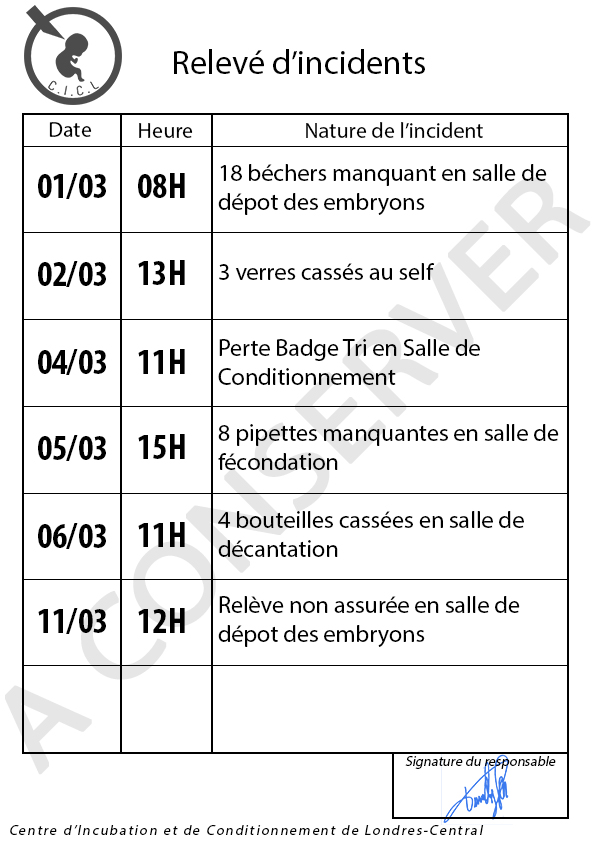 C.I.C.L
Relevé d’incidents
Date Heure Nature de l’incident
01/03 08H 18 béchers manquant en salle de
dépot des embryons
02/03 13H 3 verres cassés au self
04/03 11H Perte Badge Tri en Salle de
Conditionnement
05/03 15H 8 pipettes manquantes en salle de
fécondation
06/03 11H 4 bouteilles cassées en salle de
décantation
11/03 12H Relève non assurée en salle de
dépot des embryons
A CONSERVER
Signature du responsable
Centre d’Incubation et de Conditionnement de Londres-Central